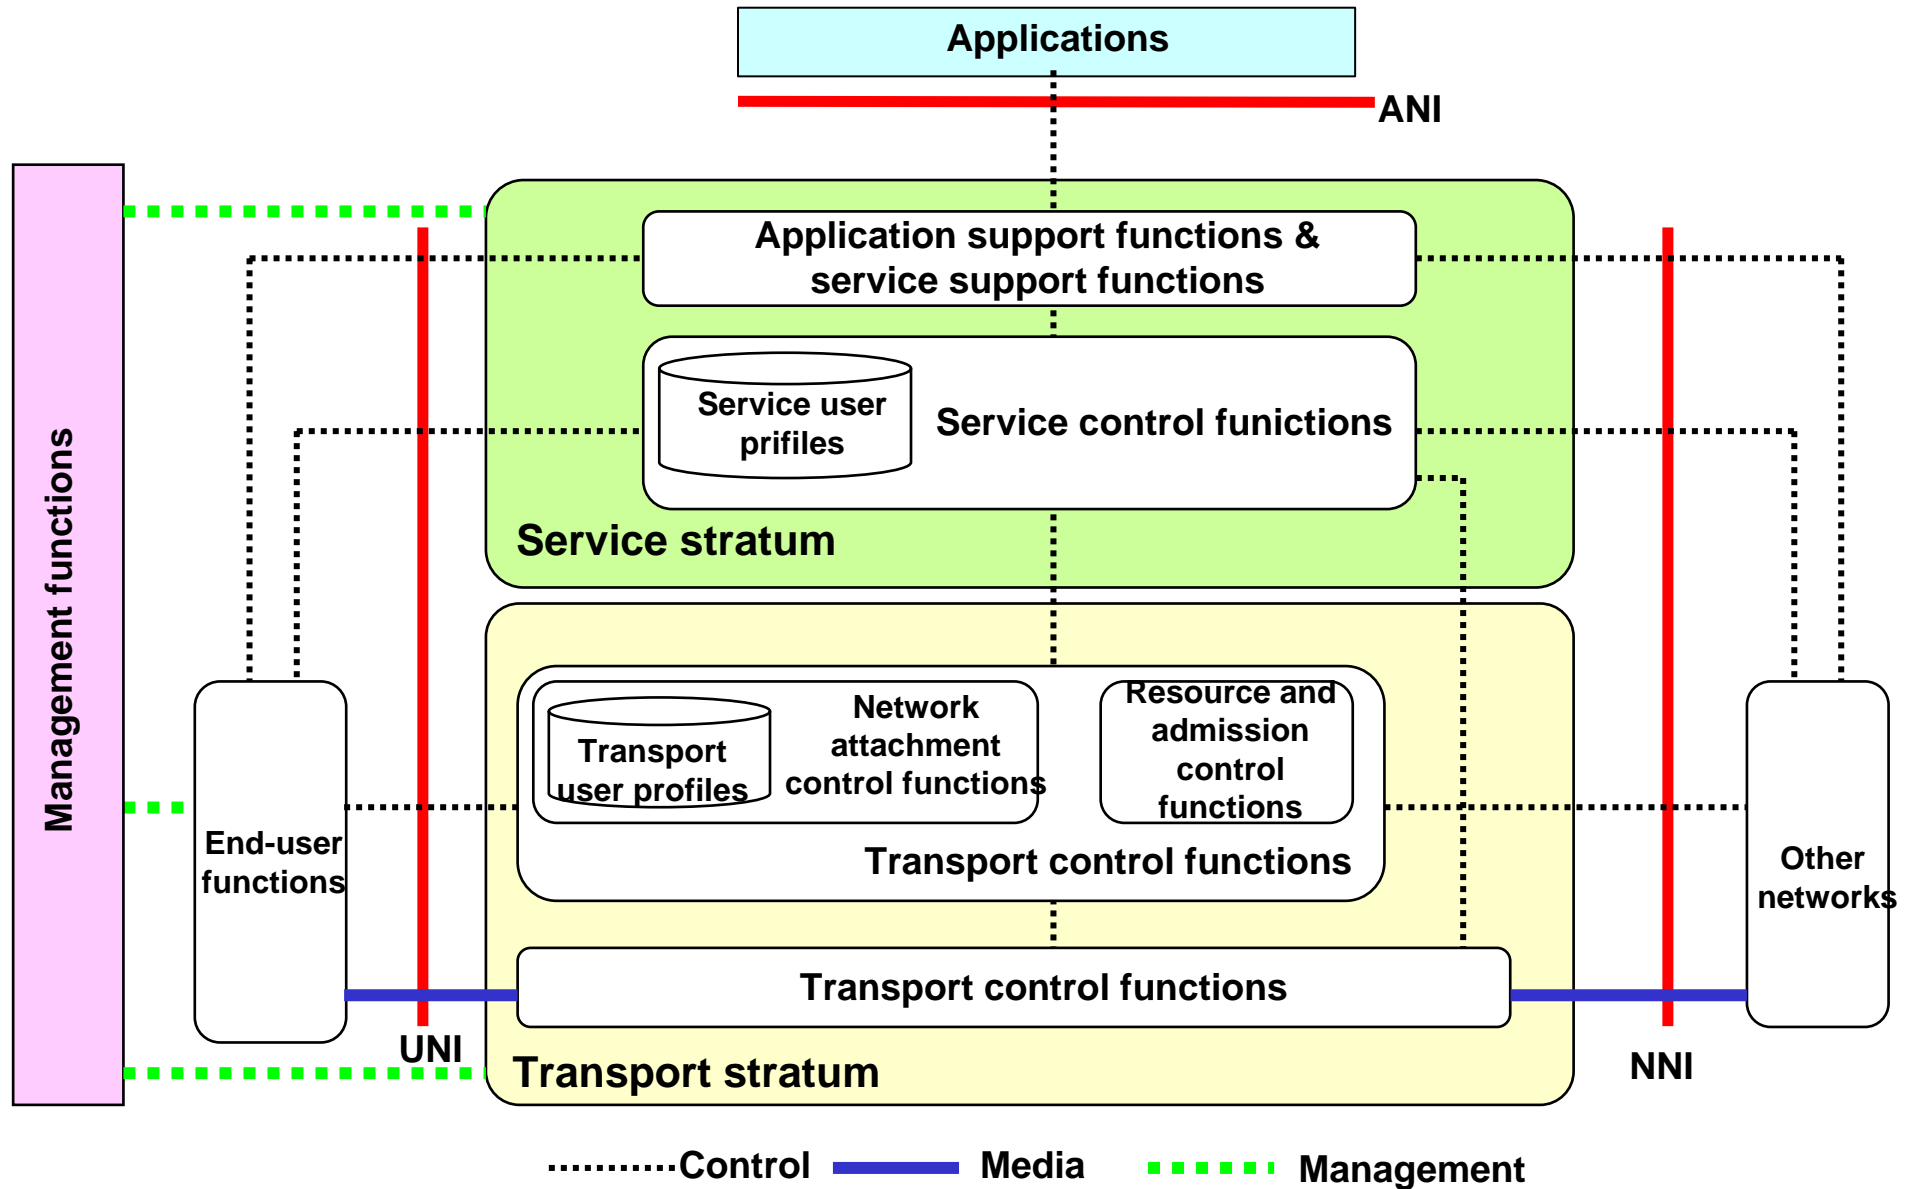 Applications
ANI
Management functions
Application support functions &
service support functions
Service user
prifiles
Service control funictions
Service stratum
Network
attachment
control functions
Transport
user profiles
Resource and
admission
control
functions
Transport control functions
End-user
functions
Other
networks
Transport control functions
UNI
NNI
Transport stratum
Control
Media
Management